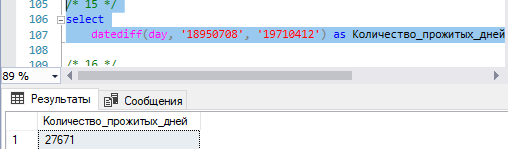 105
/* 15 */
106
select
107
datediff(day, '18950708', '19710412') as Количество_прожитых_дней
108
109
/* 16 */
89 %
Результаты
Сообщения
Количество_прожитых_дней
1
27671